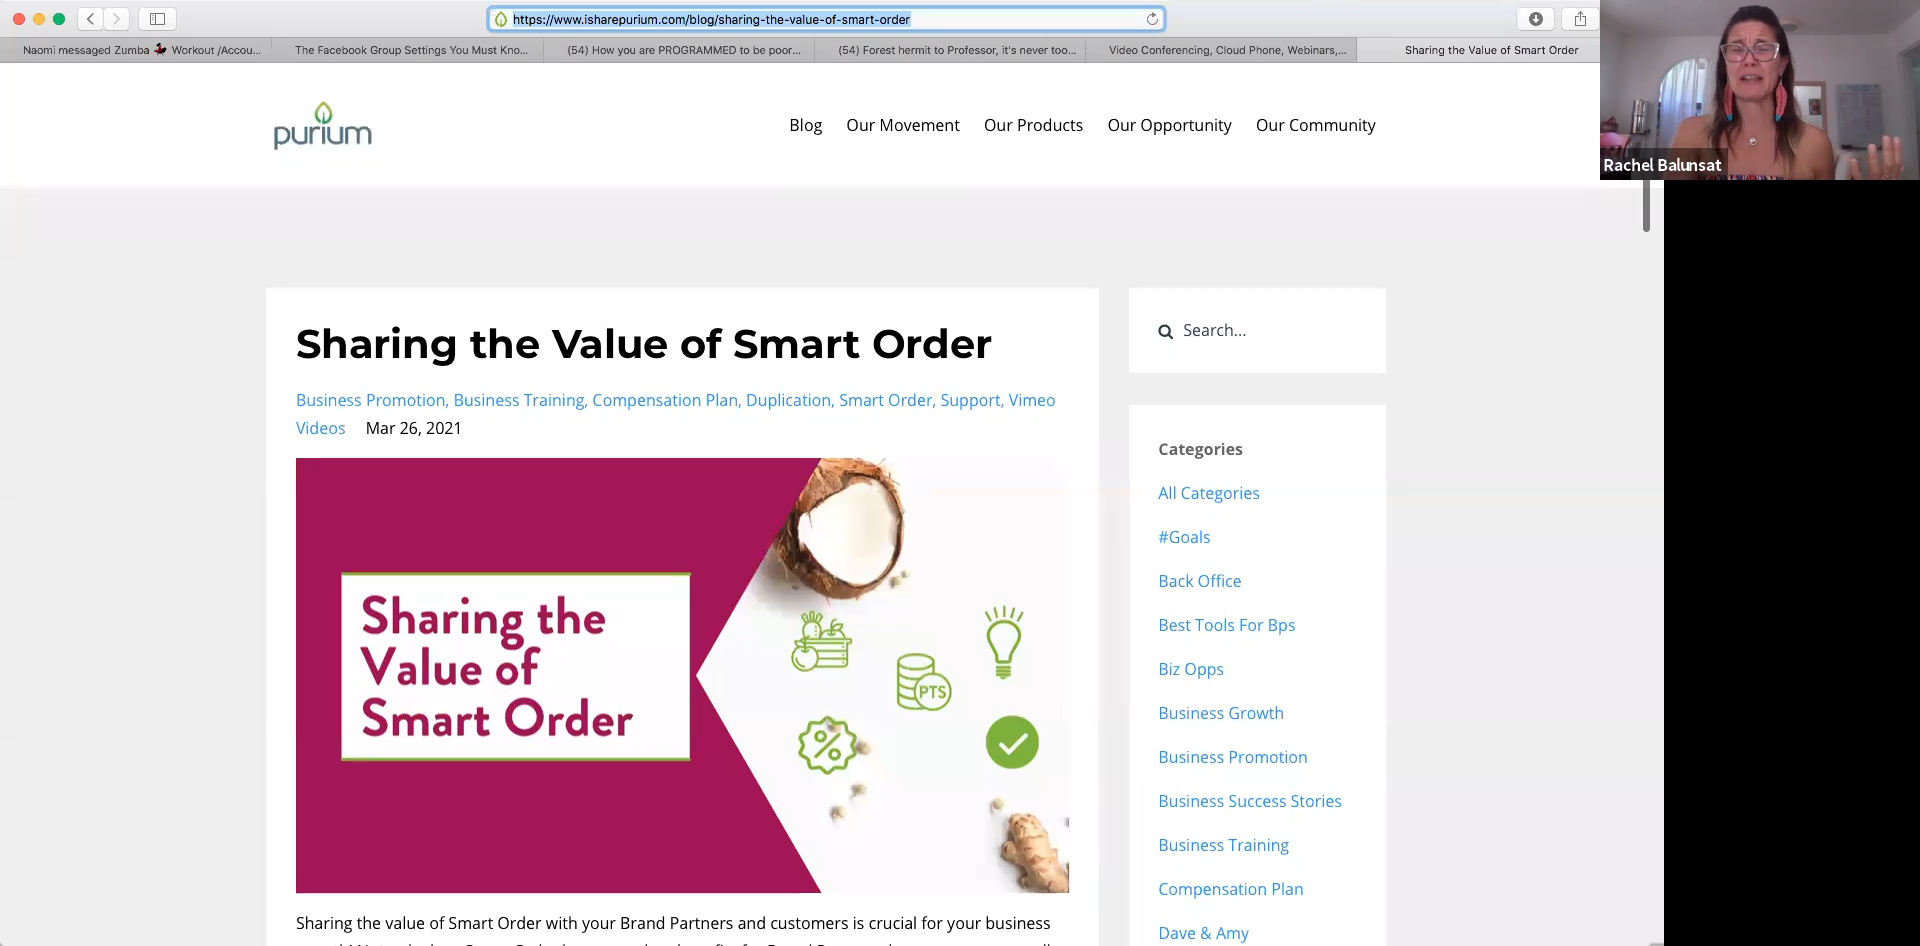 https://www.isharepurium.com/blog/sharing-the-value-of-smart-order
Naomi messaged Zumba 💃 Workout /Accou...
The Facebook Group Settings You Must Kno...
(54) How you are PROGRAMMED to be poor...
(54) Forest hermit to Professor, it's never too...
Video Conferencing, Cloud Phone, Webinars,...
Sharing the Value of Smart Order
Rachel Balunsat
purium
Blog Our Movement Our Products Our Opportunity Our Community
Sharing the Value of Smart Order
Business Promotion, Business Training, Compensation Plan, Duplication, Smart Order, Support, Vimeo
Videos Mar 26, 2021
Sharing the
Value of
Smart Order
PTS
%
Sharing the value of Smart Order with your Brand Partners and customers is crucial for your business
Search...
Categories
All Categories
#Goals
Back Office
Best Tools For Bps
Biz Opps
Business Growth
Business Promotion
Business Success Stories
Business Training
Compensation Plan
Dave & Amy